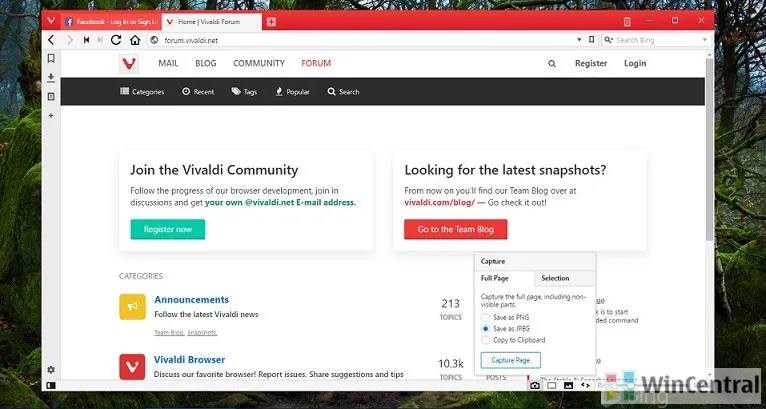 Facebook - Log In or Sign U
Home | Vivaldi Forum
forum.vivaldi.net
Search Bing
MAIL BLOG COMMUNITY FORUM
Register Login
Categories Recent Tags Popular Search
Join the Vivaldi Community
Follow the progress of our browser development, join in
discussions and get your own @vivaldi.net E-mail address.
Register now
Looking for the latest snapshots?
From now on you'll find our Team Blog over at
vivaldi.com/blog/ — Go check it out!
Go to the Team Blog
CATEGORIES
Announcements
Follow the latest Vivaldi news
Team Blog, Snapshots,
213
TOPICS
Vivaldi Browser
Discuss our favorite browser! Report issues, Share suggestions and tips
10.3k
TOPICS
POSTS
Capture
Full Page Selection
Capture the full page, including non-
visible parts.
Save as PNG
Save as JPEG
Copy to Clipboard
Capture Page
go
k is to start
ded command
WinCentral